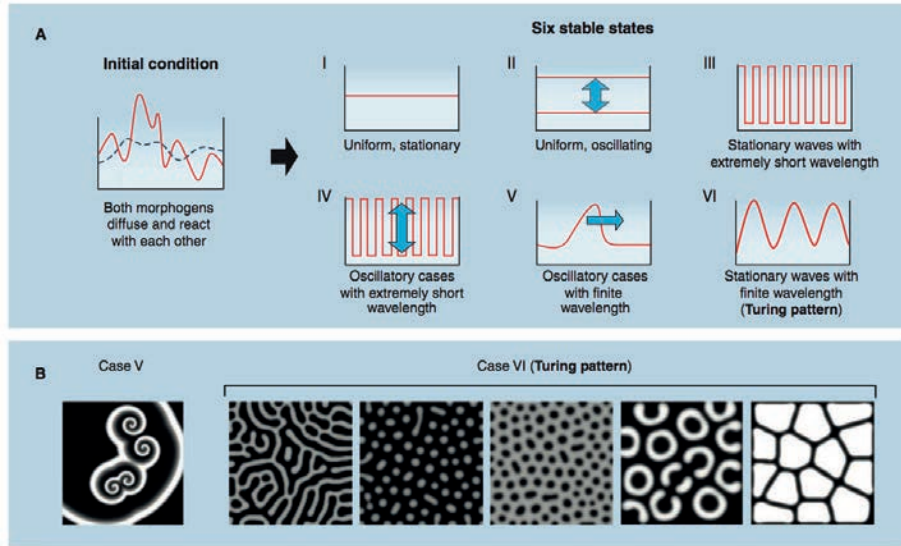 A
Initial condition
Both morphogens
diffuse and react
with each other
Six stable states
I
Uniform, stationary
II
Uniform, oscillating
III
Stationary waves with
extremely short wavelength
IV
Oscillatory cases
with extremely short
wavelength
V
Oscillatory cases
with finite
wavelength
VI
Stationary waves with
finite wavelength
(Turing pattern)
B
Case V
Case VI (Turing pattern)